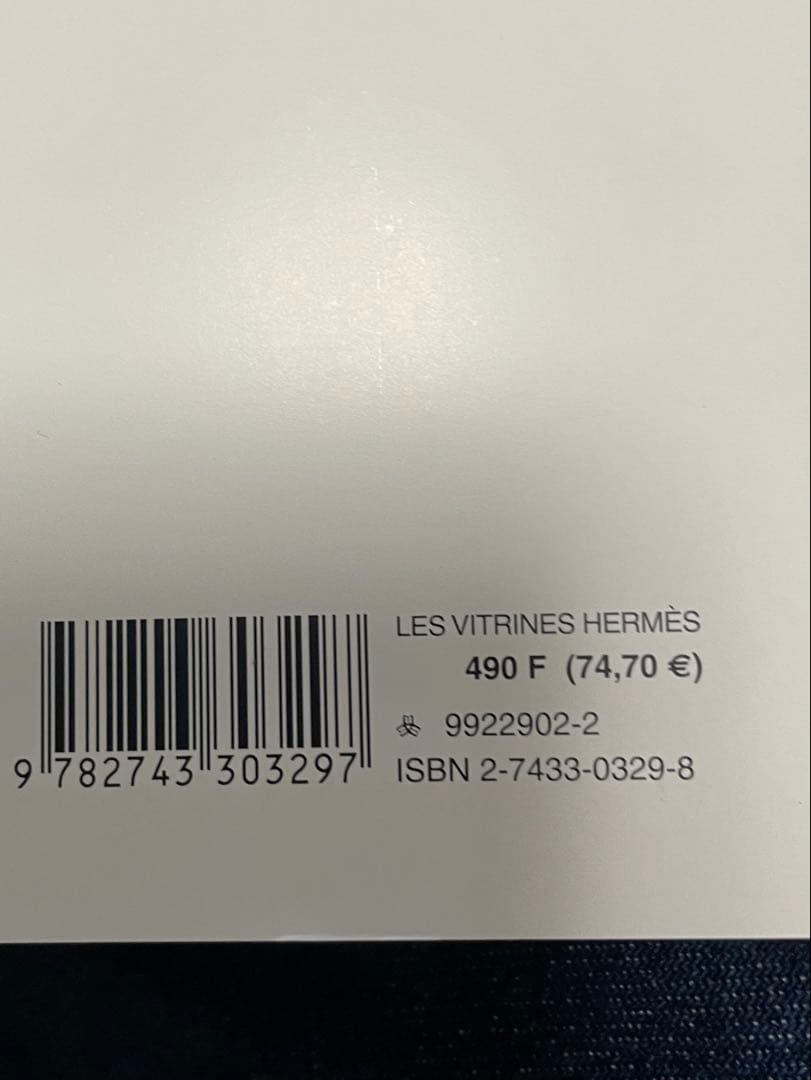 LES VITRINES HERMÈS
490 F (74,70 €)
9922902-2
ISBN 2-7433-0329-8
9 782743 303297